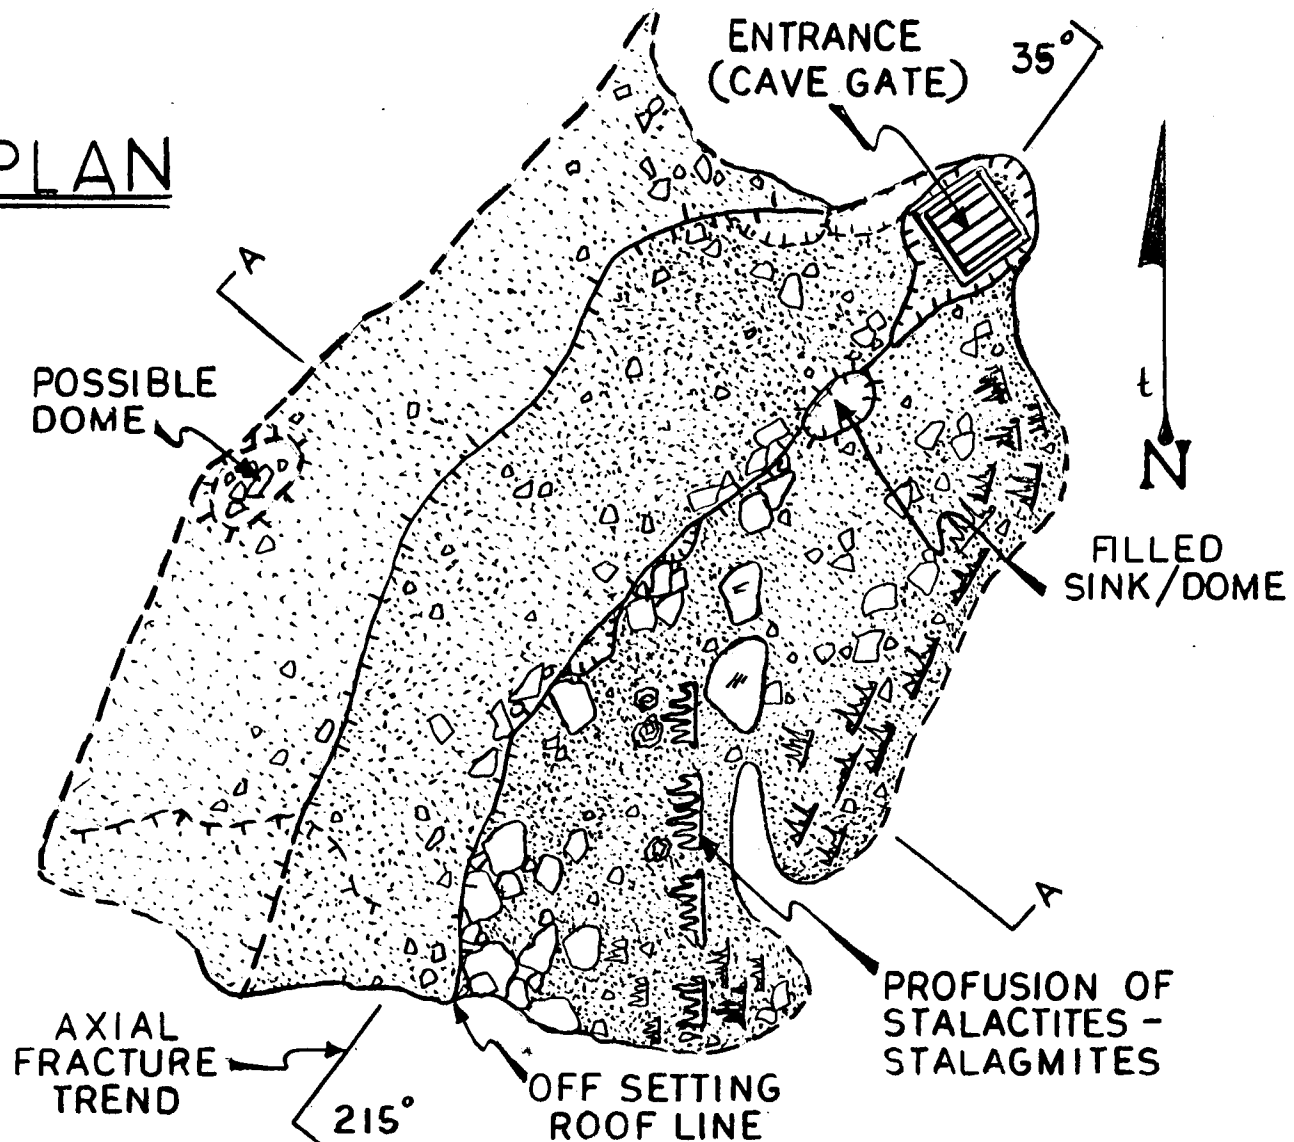 PLAN
ENTRANCE
(CAVE GATE)
35°
A
POSSIBLE
DOME
t
N
FILLED
SINK/DOME
A
PROFUSION OF
STALACTITES –
STALAGMITES
AXIAL
FRACTURE
TREND
215°
OFF SETTING
ROOF LINE